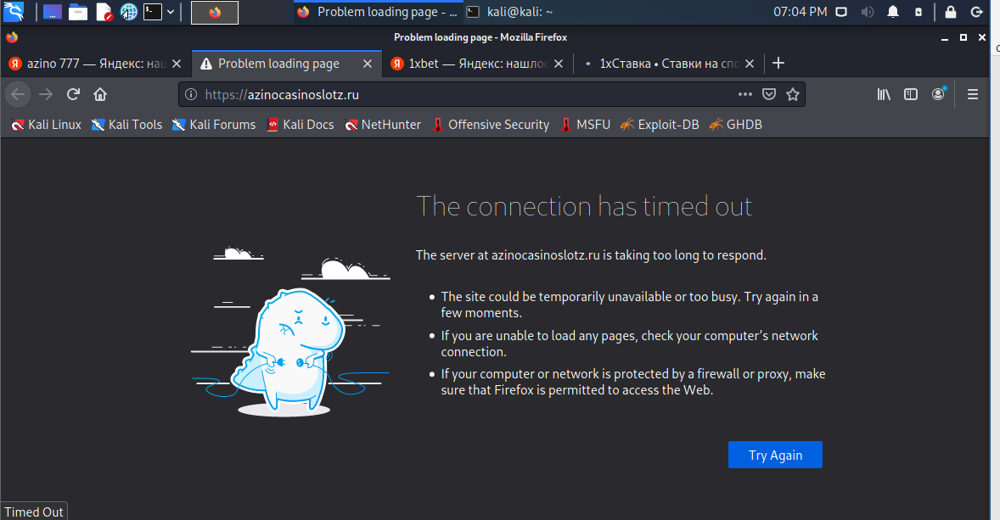 Problem loading page - ...
kali@kali: ~
07:04 PM
Problem loading page - Mozilla Firefox
azino 777 — Яндекс: наш
Problem loading page
1xbet — Яндекс: нашлос
1хСтавка • Ставки на спо
https://azinocasinoslotz.ru
Kali Linux Kali Tools Kali Forums Kali Docs NetHunter Offensive Security MSFU Exploit-DB GHDB
The connection has timed out
The server at azinocasinoslotz.ru is taking too long to respond.
The site could be temporarily unavailable or too busy. Try again in a
few moments.
If you are unable to load any pages, check your computer’s network
connection.
If your computer or network is protected by a firewall or proxy, make
sure that Firefox is permitted to access the Web.
Try Again
Timed Out